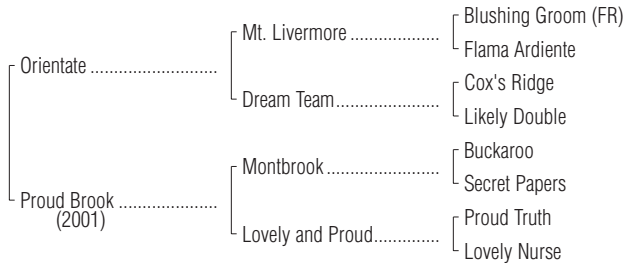 Blushing Groom (FR)
Mt. Livermore ....................
Flama Ardiente
Orientate ............................
Cox's Ridge
Dream Team.......................
Likely Double
Buckaroo
Montbrook .........................
Secret Papers
Proud Brook ......................
(2001)
Proud Truth
Lovely and Proud...............
Lovely Nurse